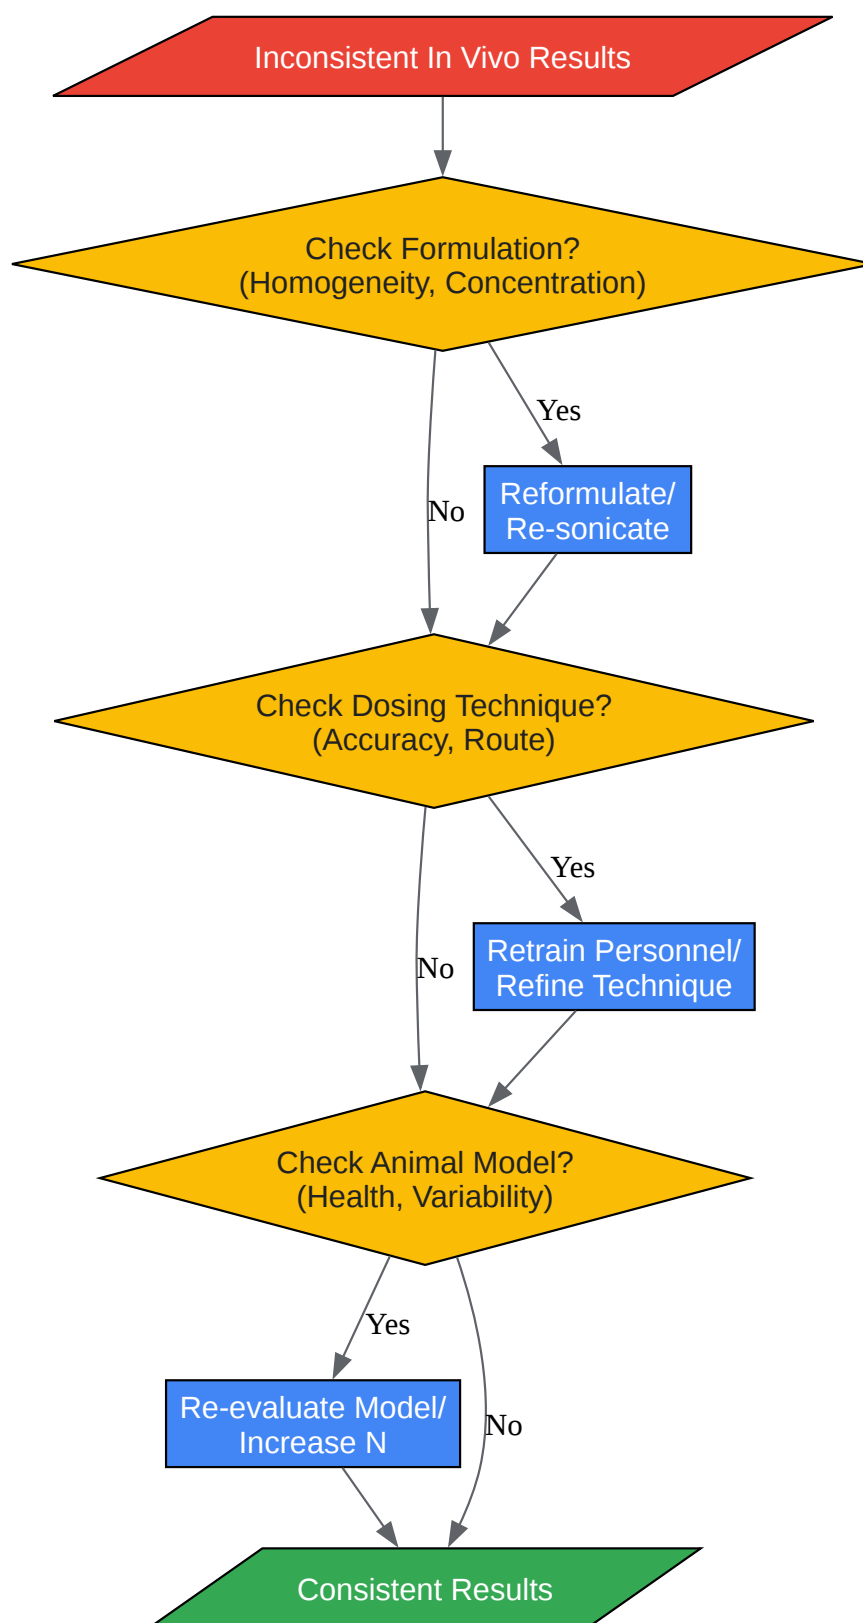 Inconsistent In Vivo Results
Check Formulation?
(Homogeneity, Concentration)
Yes
Reformulate/
Re-sonicate
No
Check Dosing Technique?
(Accuracy, Route)
Yes
Retrain Personnel/
Refine Technique
No
Check Animal Model?
(Health, Variability)
Yes
Re-evaluate Model/
Increase N
No
Consistent Results